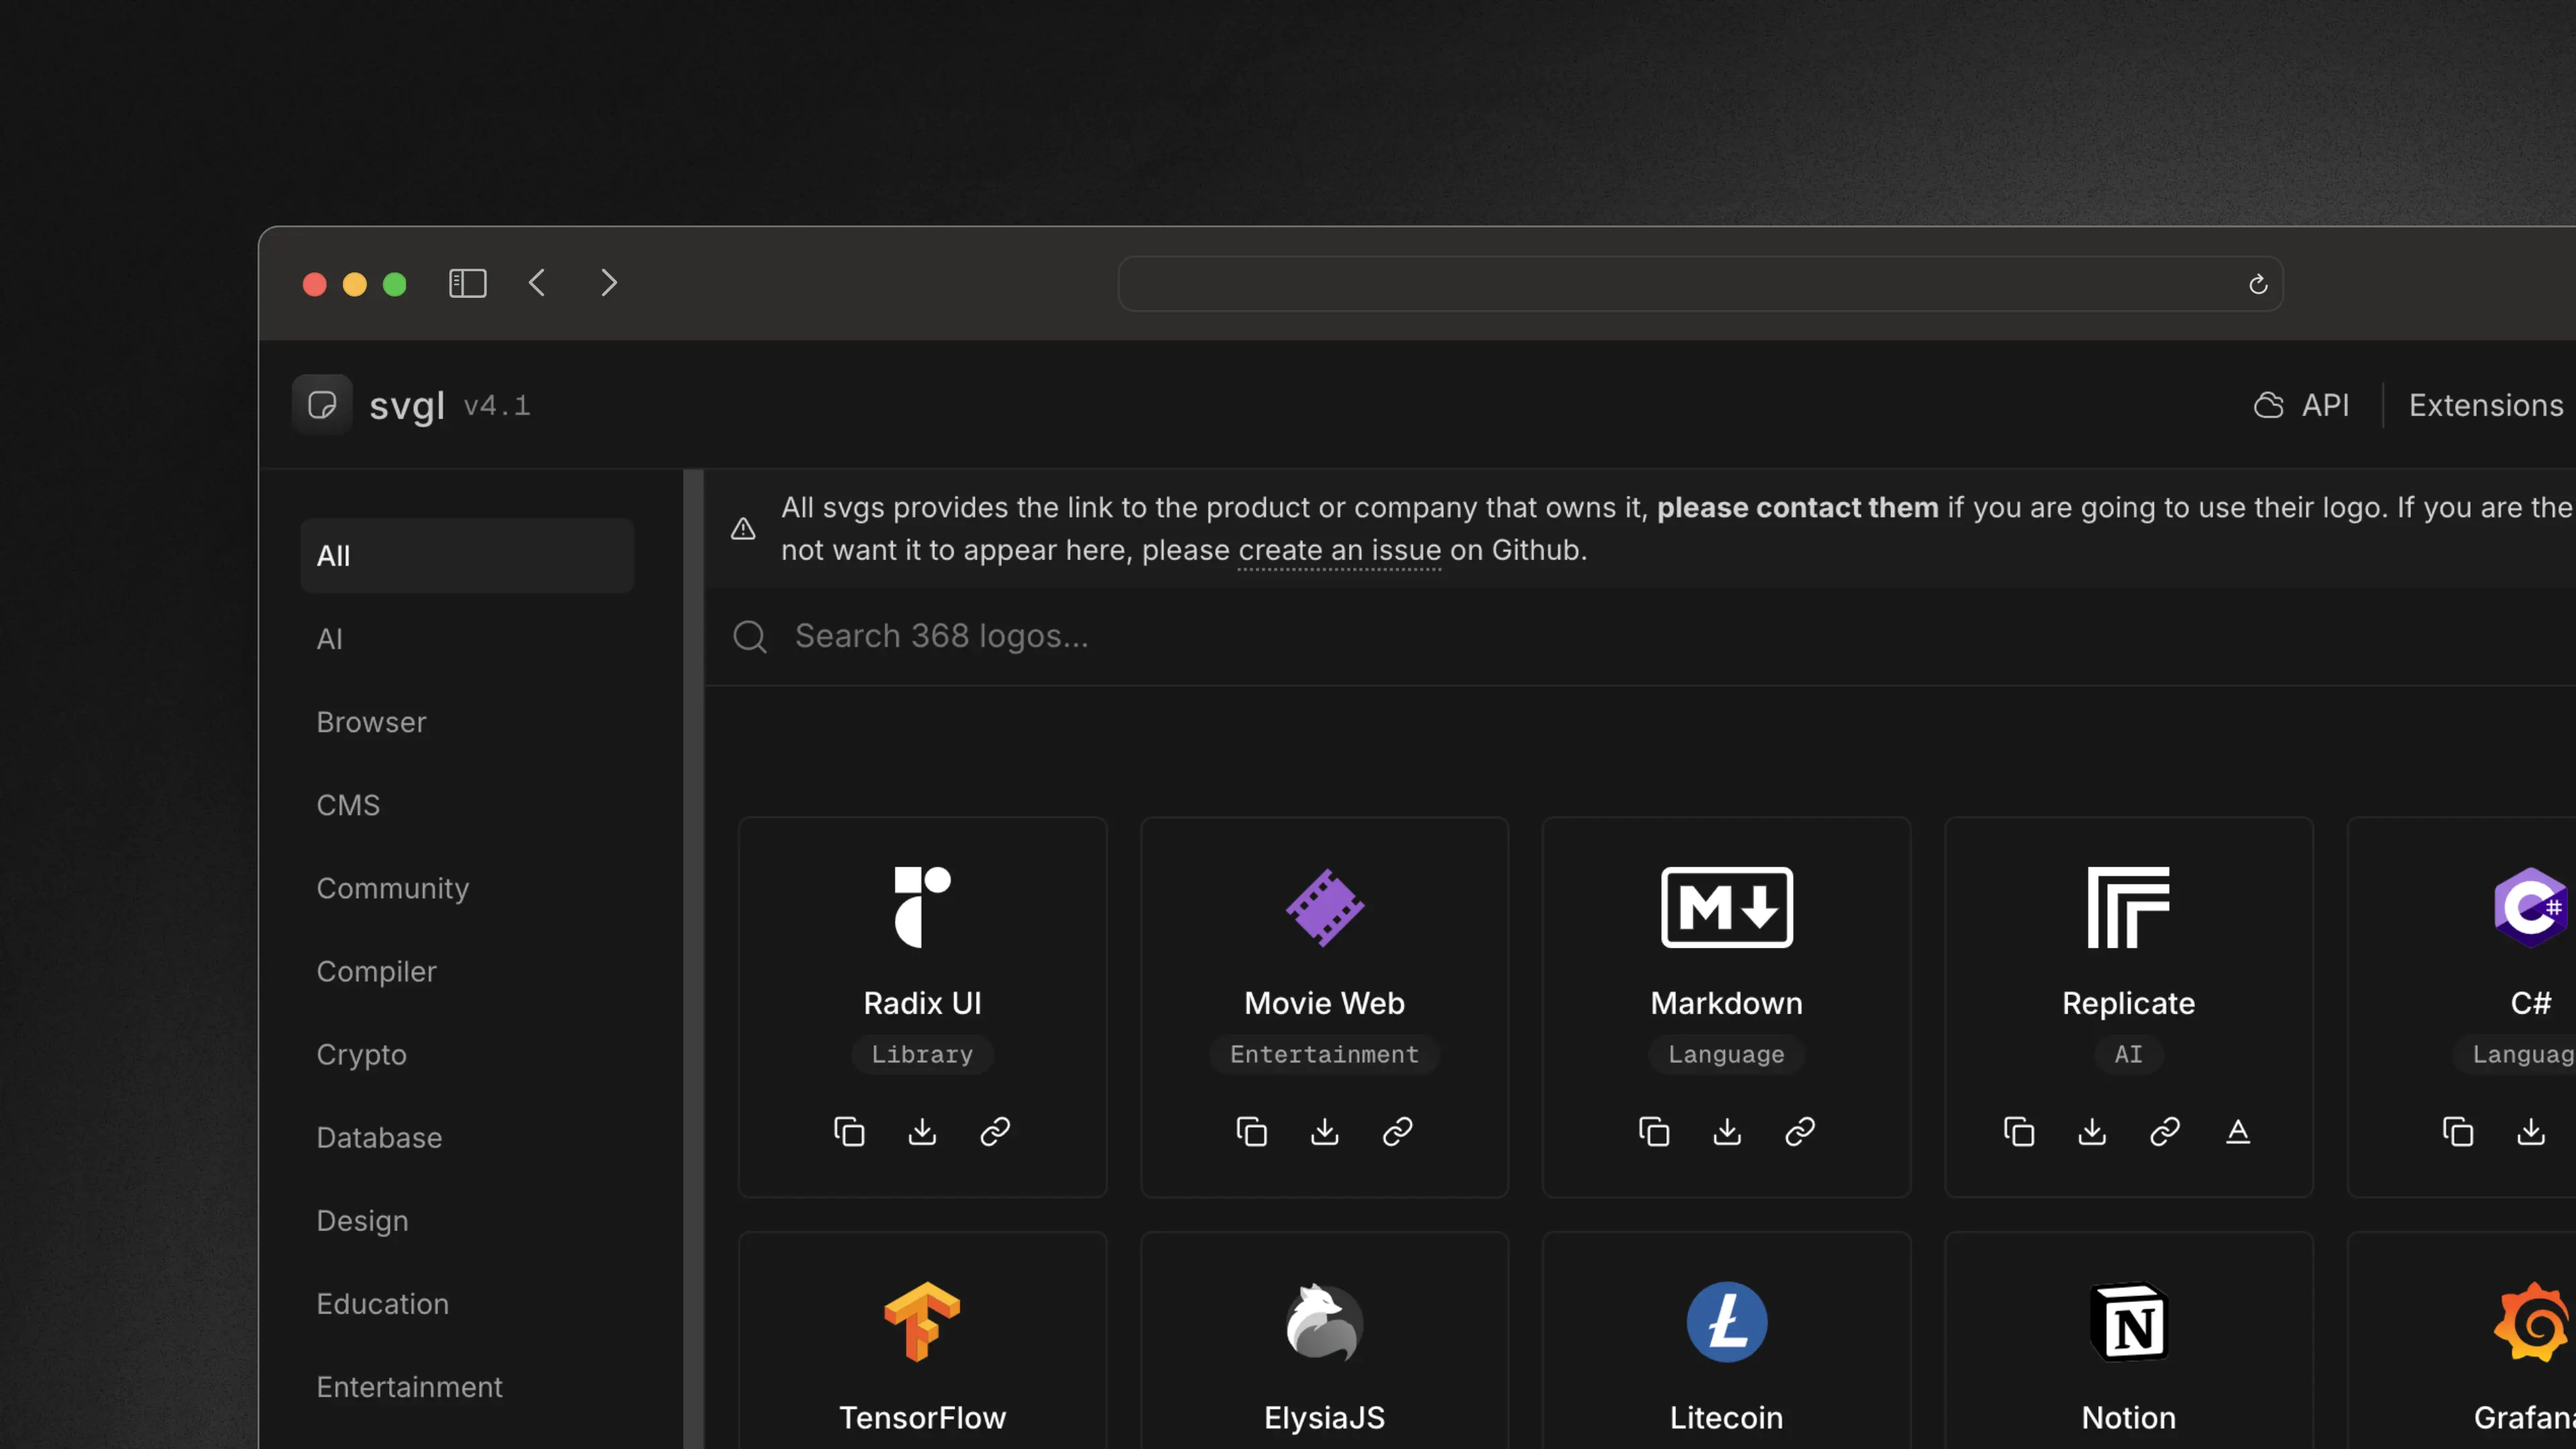 svgl v4.1
API
Extensions
All
AI
Browser
CMS
Community
Compiler
Crypto
Database
Design
Education
Entertainment
All svgs provides the link to the product or company that owns it, please contact them if you are going to use their logo. If you are the
not want it to appear here, please create an issue on Github.
Search 368 logos...
Radix UI
Library
Movie Web
Entertainment
M
Markdown
Language
Replicate
AI
C#
C#
Languag
TensorFlow
ElysiaJS
Litecoin
N
Notion
Grafana